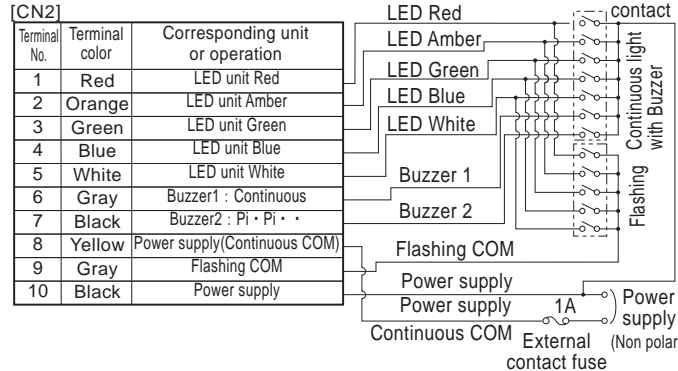 [CN2]
Terminal No. Terminal color Corresponding unit or operation
1 Red LED unit Red
2 Orange LED unit Amber
3 Green LED unit Green
4 Blue LED unit Blue
5 White LED unit White
6 Gray Buzzer1 : Continuous
7 Black Buzzer2 : Pi・Pi・・
8 Yellow Power supply(Continuous COM)
9 Gray Flashing COM
10 Black Power supply
LED Red
LED Amber
LED Green
LED Blue
LED White
Buzzer 1
Buzzer 2
Flashing COM
Power supply
Power supply
Continuous COM
contact
Continuous light
with Buzzer
Flashing
1A
External
contact fuse
Power
supply
(Non polar